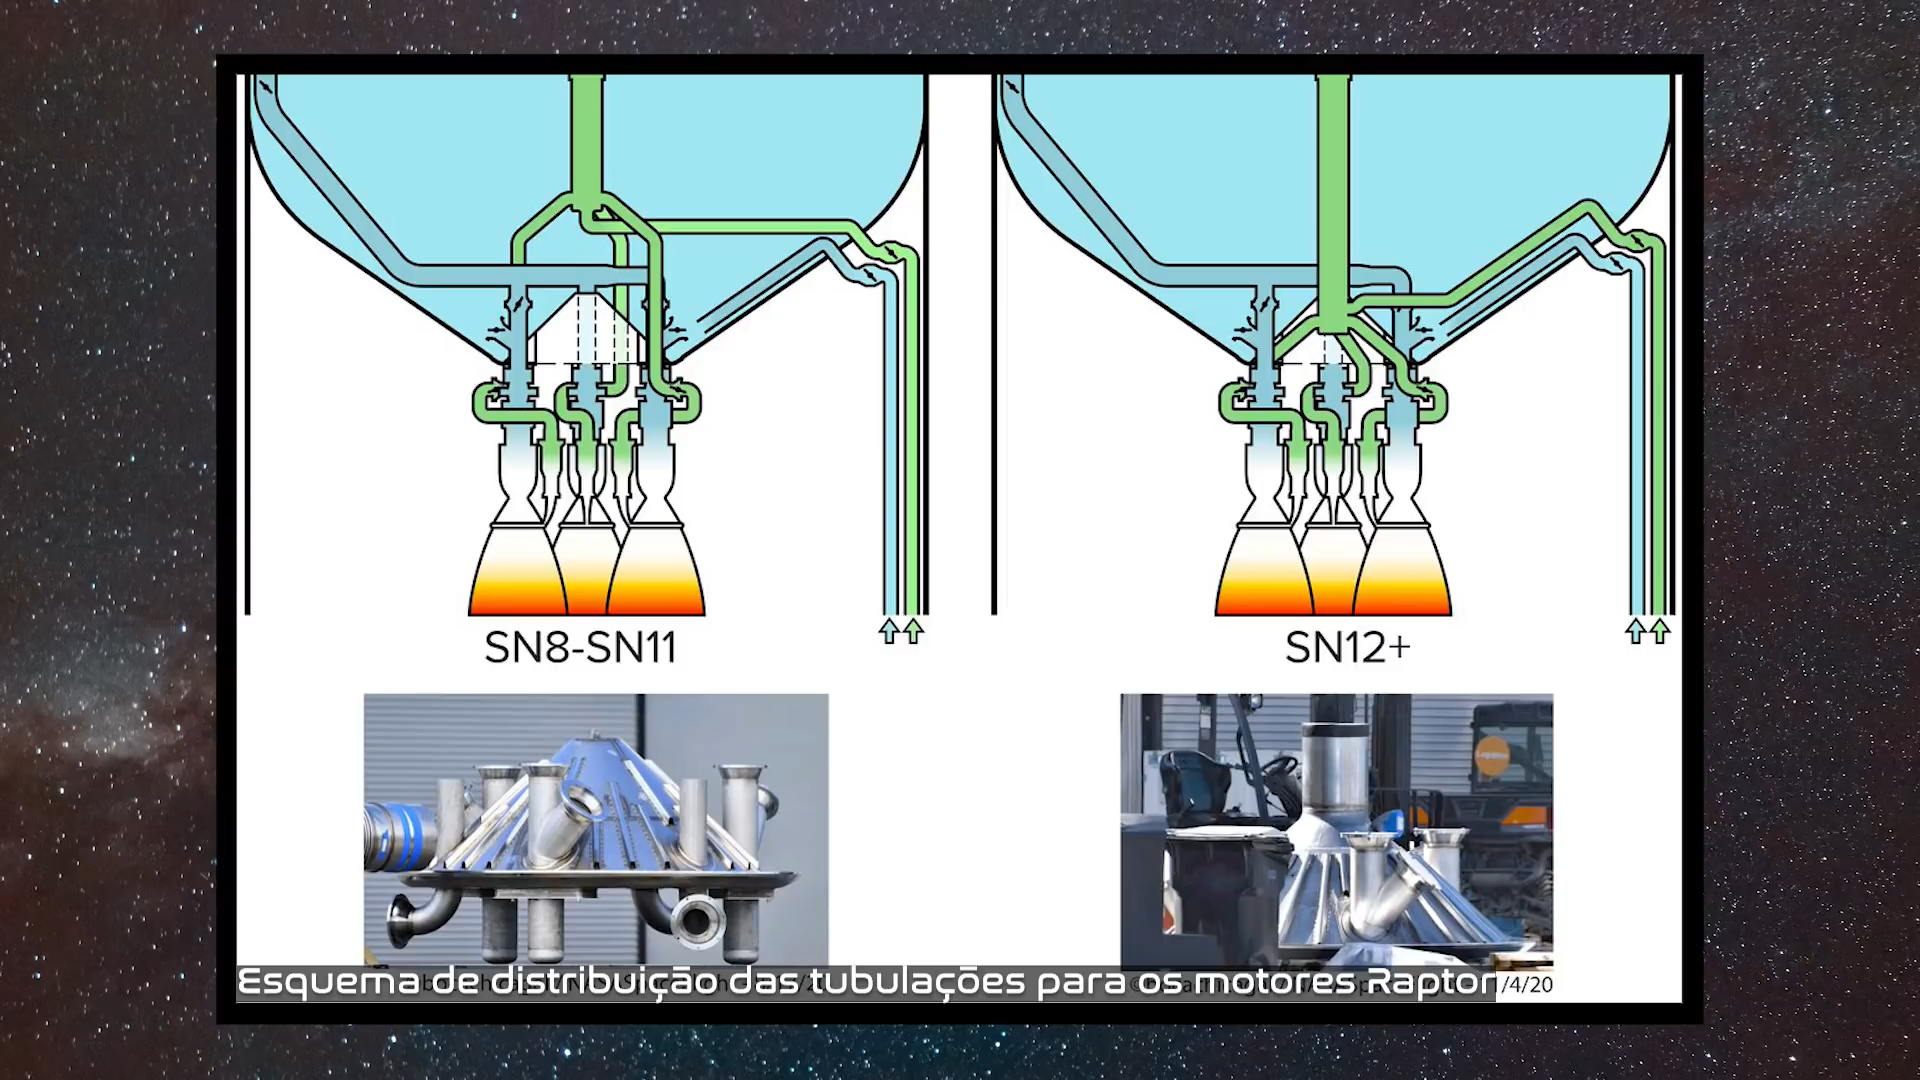 SN8-SN11
SN12+
Esquema de distribuição das tubulações para os motores Raptor
/4/20